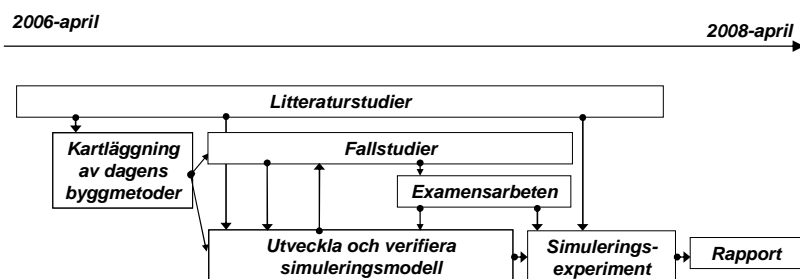 2006-april
2008-april
Litteraturstudier
Kartläggning
av dagens
byggmetoder
Fallstudier
Examensarbeten
Utveckla och verifiera
simuleringsmodell
Simulerings-
experiment
Rapport